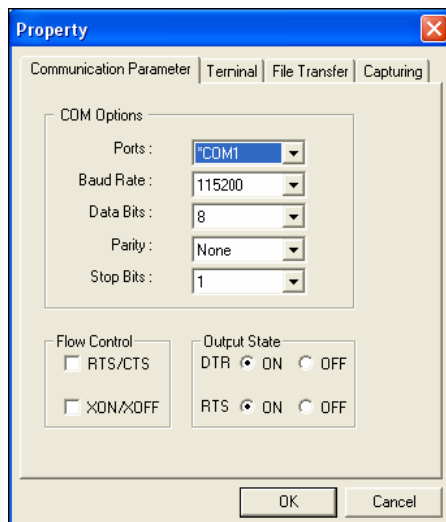 Property
Communication Parameter Terninal File Transfer Capturing
COM Options
Ports : *COM1
Baud Rate : 115200
Data Bits : 8
Parity : None
Stop Bits : 1
Flow Control
RTS/CTS
XON/XOFF
Output State
DTR ON OFF
RTS ON OFF
OK Cancel